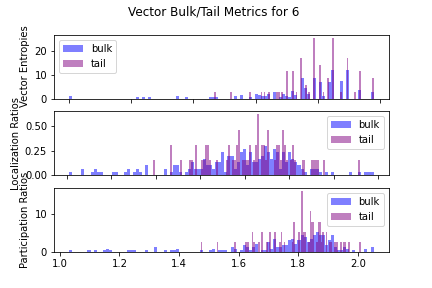 Vector Bulk/Tail Metrics for 6
Vector Entropies
20
10
0
bulk
tail
Localization Ratios
0.50
0.25
0.00
bulk
tail
Participation Ratios
10
0
bulk
tail
1.0 1.2 1.4 1.6 1.8 2.0